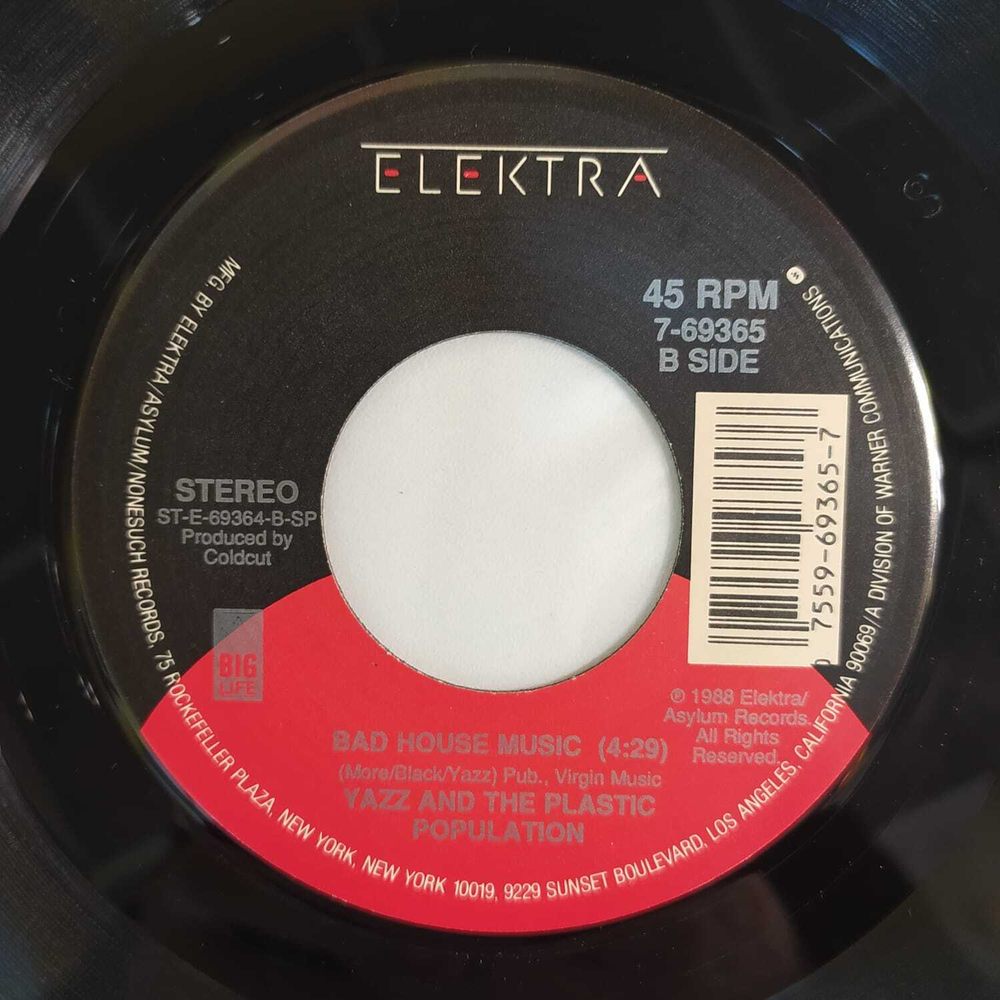 ELEKTRA
45 RPM
7-69365
B SIDE
STEREO
ST-E-69364-B-SP
Produced by
Coldcut
BIG
LIFE
7559-69365-7
℗ 1988 Elektra/
Asylum Records.
All Rights
Reserved.
BAD HOUSE MUSIC (4:29)
(More/Black/Yazz) Pub., Virgin Music
YAZZ AND THE PLASTIC
POPULATION
MFG. BY ELEKTRA/ASYLUM/NONESUCH RECORDS, 75 ROCKEFELLER PLAZA, NEW YORK, NEW YORK 10019, 9229 SUNSET BOULEVARD, LOS ANGELES, CALIFORNIA 90069/A DIVISION OF WARNER COMMUNICATIONS